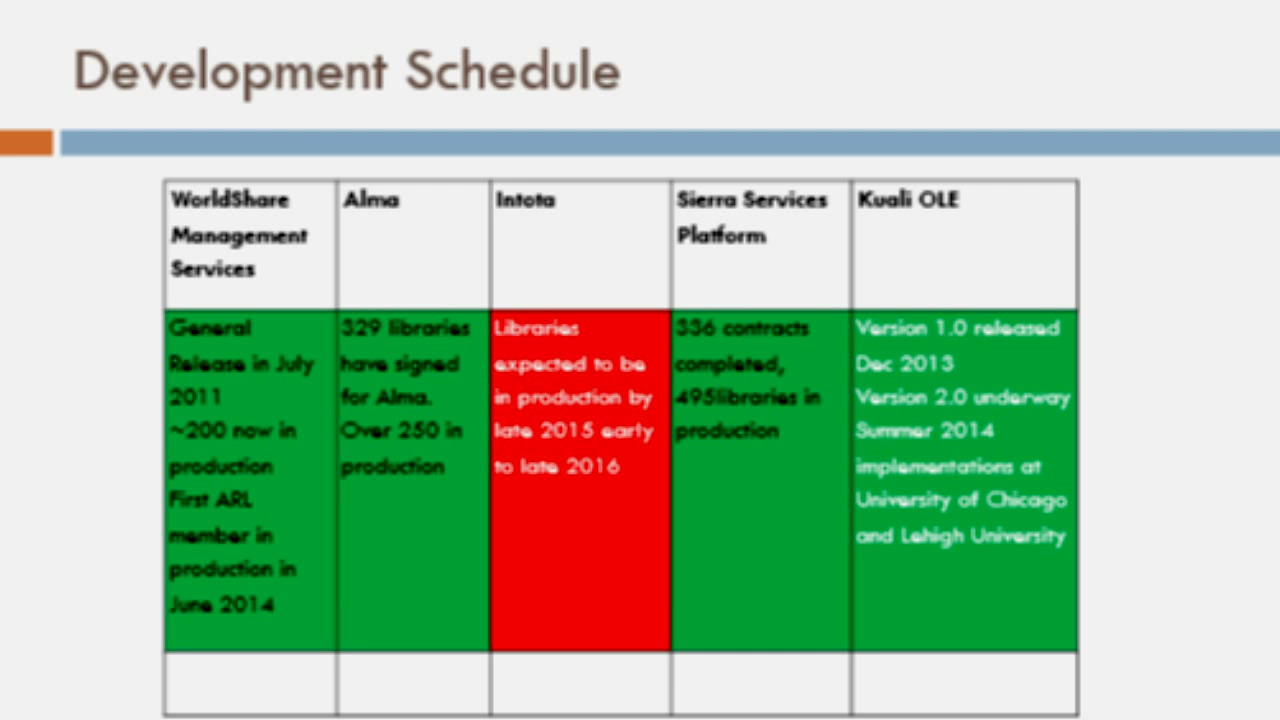 Development Schedule
WorldShare
Management
Services
Alma
Intota
Sierra Services
Platform
Kuali OLE
General
Release in July
2011
~200 now in
production
First ARL
member in
production in
June 2014
329 libraries
have signed
for Alma.
Over 250 in
production
Libraries
expected to be
in production by
late 2015 early
to late 2016
336 contracts
completed,
495libraries in
production
Version 1.0 released
Dec 2013
Version 2.0 underway
Summer 2014
implementations at
University of Chicago
and Lehigh University